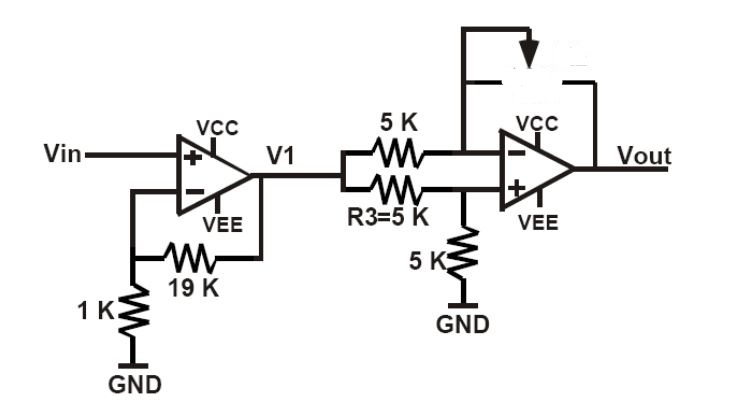 5 K
VCC
VCC
Vin
+
V1
−
Vout
−
+
VEE
R3=5 K
VEE
19 K
5 K
1 K
GND
GND